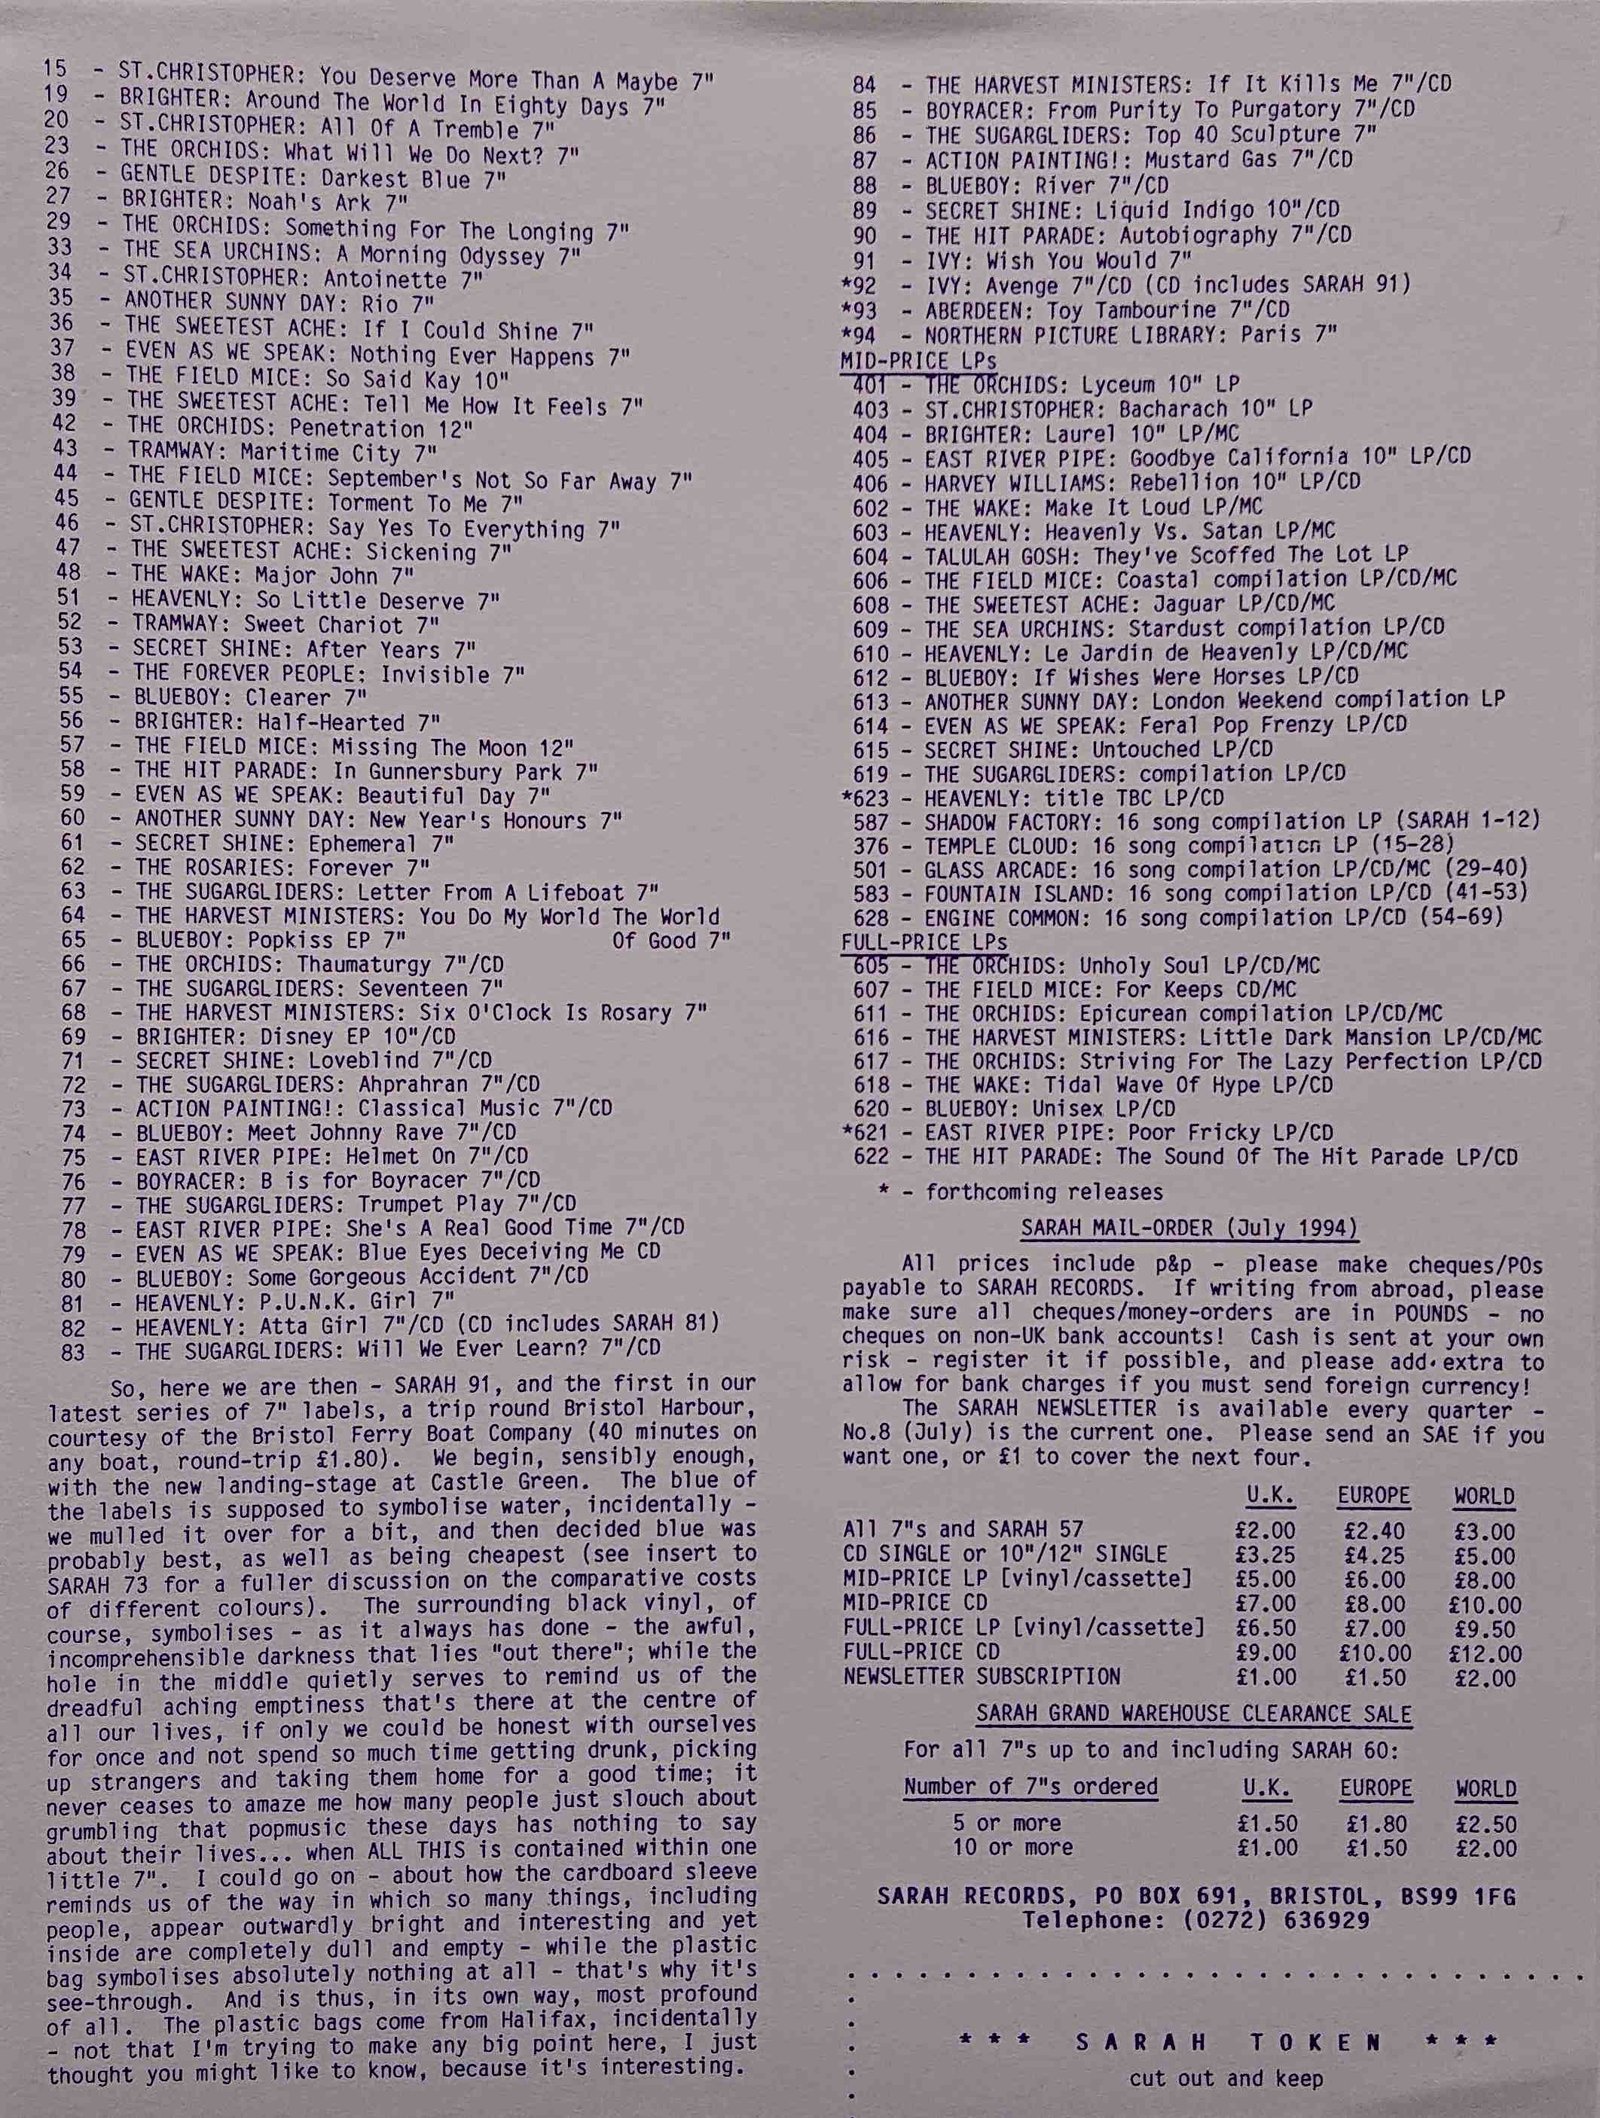 15 - ST.CHRISTOPHER: You Deserve More Than A Maybe 7"
19 - BRIGHTER: Around The World In Eighty Days 7"
20 - ST.CHRISTOPHER: All Of A Tremble 7"
23 - THE ORCHIDS: What Will We Do Next? 7"
26 - GENTLE DESPITE: Darkest Blue 7"
27 - BRIGHTER: Noah's Ark 7"
29 - THE ORCHIDS: Something For The Longing 7"
33 - THE SEA URCHINS: A Morning Odyssey 7"
34 - ST.CHRISTOPHER: Antoinette 7"
35 - ANOTHER SUNNY DAY: Rio 7"
36 - THE SWEETEST ACHE: If I Could Shine 7"
37 - EVEN AS WE SPEAK: Nothing Ever Happens 7"
38 - THE FIELD MICE: So Said Kay 10"
39 - THE SWEETEST ACHE: Tell Me How It Feels 7"
42 - THE ORCHIDS: Penetration 12"
43 - TRAMWAY: Maritime City 7"
44 - THE FIELD MICE: September's Not So Far Away 7"
45 - GENTLE DESPITE: Torment To Me 7"
46 - ST.CHRISTOPHER: Say Yes To Everything 7"
47 - THE SWEETEST ACHE: Sickening 7"
48 - THE WAKE: Major John 7"
51 - HEAVENLY: So Little Deserve 7"
52 - TRAMWAY: Sweet Chariot 7"
53 - SECRET SHINE: After Years 7"
54 - THE FOREVER PEOPLE: Invisible 7"
55 - BLUEBOY: Clearer 7"
56 - BRIGHTER: Half-Hearted 7"
57 - THE FIELD MICE: Missing The Moon 12"
58 - THE HIT PARADE: In Gunnersbury Park 7"
59 - EVEN AS WE SPEAK: Beautiful Day 7"
60 - ANOTHER SUNNY DAY: New Year's Honours 7"
61 - SECRET SHINE: Ephemeral 7"
62 - THE ROSARIES: Forever 7"
63 - THE SUGARGLIDERS: Letter From A Lifeboat 7"
64 - THE HARVEST MINISTERS: You Do My World The World
65 - BLUEBOY: Popkiss EP 7" Of Good 7"
66 - THE ORCHIDS: Thaumaturgy 7"/CD
67 - THE SUGARGLIDERS: Seventeen 7"
68 - THE HARVEST MINISTERS: Six O'Clock Is Rosary 7"
69 - BRIGHTER: Disney EP 10"/CD
71 - SECRET SHINE: Loveblind 7"/CD
72 - THE SUGARGLIDERS: Ahprahran 7"/CD
73 - ACTION PAINTING!: Classical Music 7"/CD
74 - BLUEBOY: Meet Johnny Rave 7"/CD
75 - EAST RIVER PIPE: Helmet On 7"/CD
76 - BOYRACER: B is for Boyracer 7"/CD
77 - THE SUGARGLIDERS: Trumpet Play 7"/CD
78 - EAST RIVER PIPE: She's A Real Good Time 7"/CD
79 - EVEN AS WE SPEAK: Blue Eyes Deceiving Me CD
80 - BLUEBOY: Some Gorgeous Accident 7"/CD
81 - HEAVENLY: P.U.N.K. Girl 7"
82 - HEAVENLY: Atta Girl 7"/CD (CD includes SARAH 81)
83 - THE SUGARGLIDERS: Will We Ever Learn? 7"/CD
So, here we are then - SARAH 91, and the first in our
latest series of 7" labels, a trip round Bristol Harbour,
courtesy of the Bristol Ferry Boat Company (40 minutes on
any boat, round-trip £1.80). We begin, sensibly enough,
with the new landing-stage at Castle Green. The blue of
the labels is supposed to symbolise water, incidentally -
we mulled it over for a bit, and then decided blue was
probably best, as well as being cheapest (see insert to
SARAH 73 for a fuller discussion on the comparative costs
of different colours). The surrounding black vinyl, of
course, symbolises - as it always has done - the awful,
incomprehensible darkness that lies "out there"; while the
hole in the middle quietly serves to remind us of the
dreadful aching emptiness that's there at the centre of
all our lives, if only we could be honest with ourselves
for once and not spend so much time getting drunk, picking
up strangers and taking them home for a good time; it
never ceases to amaze me how many people just slouch about
grumbling that popmusic these days has nothing to say
about their lives... when ALL THIS is contained within one
little 7". I could go on - about how the cardboard sleeve
reminds us of the way in which so many things, including
people, appear outwardly bright and interesting and yet
inside are completely dull and empty - while the plastic
bag symbolises absolutely nothing at all - that's why it's
see-through. And is thus, in its own way, most profound
of all. The plastic bags come from Halifax, incidentally
- not that I'm trying to make any big point here, I just
thought you might like to know, because it's interesting.
84 - THE HARVEST MINISTERS: If It Kills Me 7"/CD
85 - BOYRACER: From Purity To Purgatory 7"/CD
86 - THE SUGARGLIDERS: Top 40 Sculpture 7"
87 - ACTION PAINTING!: Mustard Gas 7"/CD
88 - BLUEBOY: River 7"/CD
89 - SECRET SHINE: Liquid Indigo 10"/CD
90 - THE HIT PARADE: Autobiography 7"/CD
91 - IVY: Wish You Would 7"
*92 - IVY: Avenge 7"/CD (CD includes SARAH 91)
*93 - ABERDEEN: Toy Tambourine 7"/CD
*94 - NORTHERN PICTURE LIBRARY: Paris 7"
MID-PRICE LPs
401 - THE ORCHIDS: Lyceum 10" LP
403 - ST.CHRISTOPHER: Bacharach 10" LP
404 - BRIGHTER: Laurel 10" LP/MC
405 - EAST RIVER PIPE: Goodbye California 10" LP/CD
406 - HARVEY WILLIAMS: Rebellion 10" LP/CD
602 - THE WAKE: Make It Loud LP/MC
603 - HEAVENLY: Heavenly Vs. Satan LP/MC
604 - TALULAH GOSH: They've Scoffed The Lot LP
606 - THE FIELD MICE: Coastal compilation LP/CD/MC
608 - THE SWEETEST ACHE: Jaguar LP/CD/MC
609 - THE SEA URCHINS: Stardust compilation LP/CD
610 - HEAVENLY: Le Jardin de Heavenly LP/CD/MC
612 - BLUEBOY: If Wishes Were Horses LP/CD
613 - ANOTHER SUNNY DAY: London Weekend compilation LP
614 - EVEN AS WE SPEAK: Feral Pop Frenzy LP/CD
615 - SECRET SHINE: Untouched LP/CD
619 - THE SUGARGLIDERS: compilation LP/CD
*623 - HEAVENLY: title TBC LP/CD
587 - SHADOW FACTORY: 16 song compilation LP (SARAH 1-12)
376 - TEMPLE CLOUD: 16 song compilation LP (15-28)
501 - GLASS ARCADE: 16 song compilation LP/CD/MC (29-40)
583 - FOUNTAIN ISLAND: 16 song compilation LP/CD (41-53)
628 - ENGINE COMMON: 16 song compilation LP/CD (54-69)
FULL-PRICE LPs
605 - THE ORCHIDS: Unholy Soul LP/CD/MC
607 - THE FIELD MICE: For Keeps CD/MC
611 - THE ORCHIDS: Epicurean compilation LP/CD/MC
616 - THE HARVEST MINISTERS: Little Dark Mansion LP/CD/MC
617 - THE ORCHIDS: Striving For The Lazy Perfection LP/CD
618 - THE WAKE: Tidal Wave Of Hype LP/CD
620 - BLUEBOY: Unisex LP/CD
*621 - EAST RIVER PIPE: Poor Fricky LP/CD
622 - THE HIT PARADE: The Sound Of The Hit Parade LP/CD
* - forthcoming releases
SARAH MAIL-ORDER (July 1994)
All prices include p&p - please make cheques/POs
payable to SARAH RECORDS. If writing from abroad, please
make sure all cheques/money-orders are in POUNDS - no
cheques on non-UK bank accounts! Cash is sent at your own
risk - register it if possible, and please add extra to
allow for bank charges if you must send foreign currency!
The SARAH NEWSLETTER is available every quarter -
No.8 (July) is the current one. Please send an SAE if you
want one, or £1 to cover the next four.
U.K. EUROPE WORLD
All 7"s and SARAH 57 £2.00 £2.40 £3.00
CD SINGLE or 10"/12" SINGLE £3.25 £4.25 £5.00
MID-PRICE LP [vinyl/cassette] £5.00 £6.00 £8.00
MID-PRICE CD £7.00 £8.00 £10.00
FULL-PRICE LP [vinyl/cassette] £6.50 £7.00 £9.50
FULL-PRICE CD £9.00 £10.00 £12.00
NEWSLETTER SUBSCRIPTION £1.00 £1.50 £2.00
SARAH GRAND WAREHOUSE CLEARANCE SALE
For all 7"s up to and including SARAH 60:
Number of 7"s ordered U.K. EUROPE WORLD
5 or more £1.50 £1.80 £2.50
10 or more £1.00 £1.50 £2.00
SARAH RECORDS, PO BOX 691, BRISTOL, BS99 1FG
Telephone: (0272) 636929
* * * S A R A H T O K E N * * *
cut out and keep